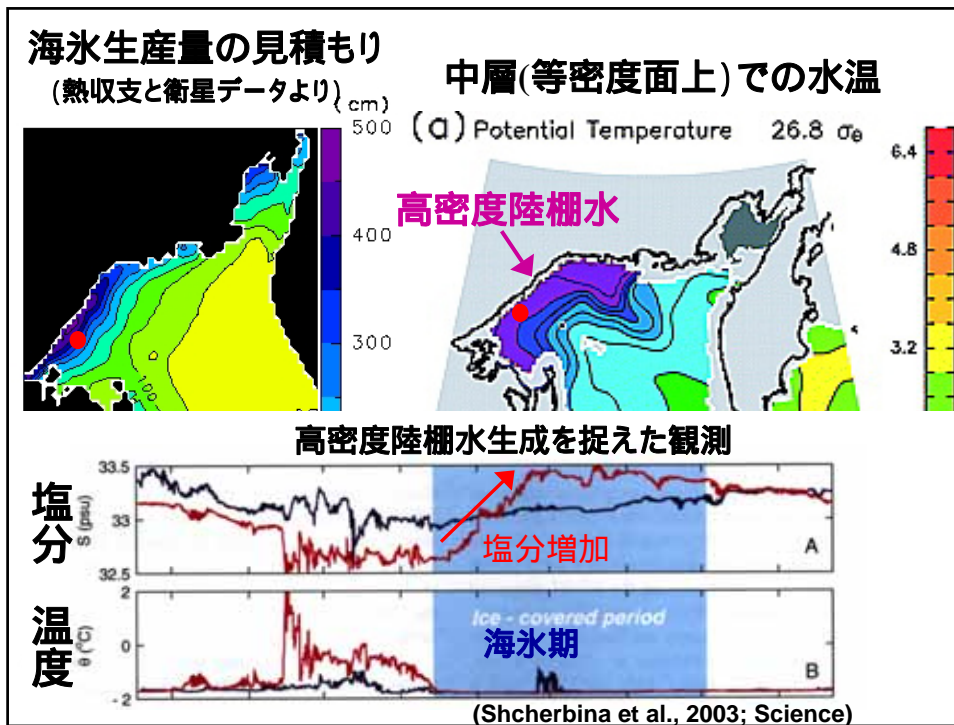 海氷生産量の見積もり
(熱収支と衛星データより)
(cm)
500
400
300
100
中層(等密度面上)での水温
(a) Potential Temperature 26.8 σθ
6.4
4.8
3.2
高密度陸棚水
高密度陸棚水生成を捉えた観測
塩分
S (psu)
33.5
33
32.5
塩分増加
A
温度
θ (°C)
2
0
-2
Ice - covered period
海氷期
B
(Shcherbina et al., 2003; Science)